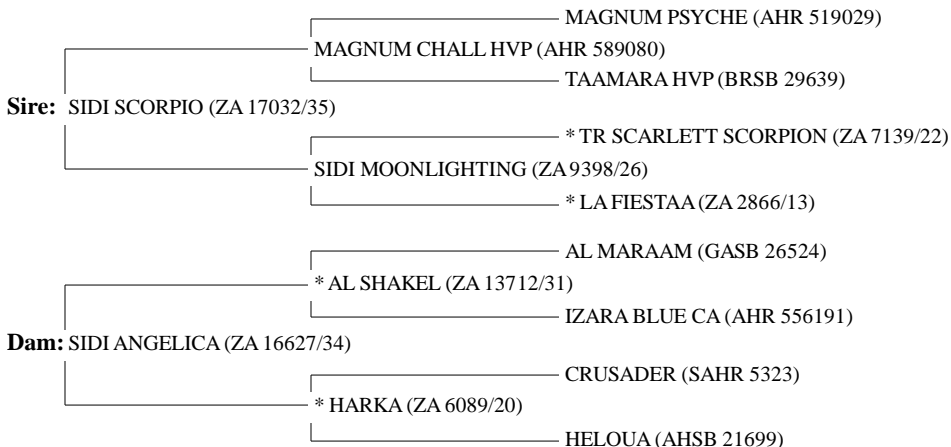 MAGNUM PSYCHE (AHR 519029)
MAGNUM CHALL HVP (AHR 589080)
TAAMARA HVP (BRSB 29639)
Sire: SIDI SCORPIO (ZA 17032/35)
* TR SCARLETT SCORPION (ZA 7139/22)
SIDI MOONLIGHTING (ZA 9398/26)
* LA FIESTAA (ZA 2866/13)
AL MARAAM (GASB 26524)
* AL SHAKEL (ZA 13712/31)
IZARA BLUE CA (AHR 556191)
Dam: SIDI ANGELICA (ZA 16627/34)
CRUSADER (SAHR 5323)
* HARKA (ZA 6089/20)
HELOUA (AHSB 21699)